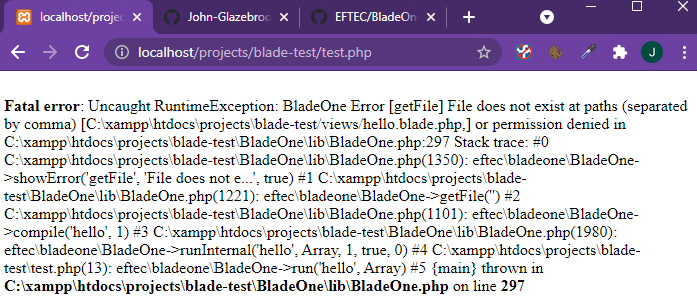 localhost/projec
John-Glazebroo
EFTEC/BladeOne
localhost/projects/blade-test/test.php
J
Fatal error: Uncaught RuntimeException: BladeOne Error [getFile] File does not exist at paths (separated
by comma) [C:\xampp\htdocs\projects\blade-test/views/hello.blade.php,] or permission denied in
C:\xampp\htdocs\projects\blade-test\BladeOne\lib\BladeOne.php:297 Stack trace: #0
C:\xampp\htdocs\projects\blade-test\BladeOne\lib\BladeOne.php(1350): eftec\bladeone\BladeOne-
>showError('getFile', 'File does not e...', true) #1 C:\xampp\htdocs\projects\blade-
test\BladeOne\lib\BladeOne.php(1221): eftec\bladeone\BladeOne->getFile('') #2
C:\xampp\htdocs\projects\blade-test\BladeOne\lib\BladeOne.php(1101): eftec\bladeone\BladeOne-
>compile('hello', 1) #3 C:\xampp\htdocs\projects\blade-test\BladeOne\lib\BladeOne.php(1980):
eftec\bladeone\BladeOne->runInternal('hello', Array, 1, true, 0) #4 C:\xampp\htdocs\projects\blade-
test\test.php(13): eftec\bladeone\BladeOne->run('hello', Array) #5 {main} thrown in
C:\xampp\htdocs\projects\blade-test\BladeOne\lib\BladeOne.php on line 297